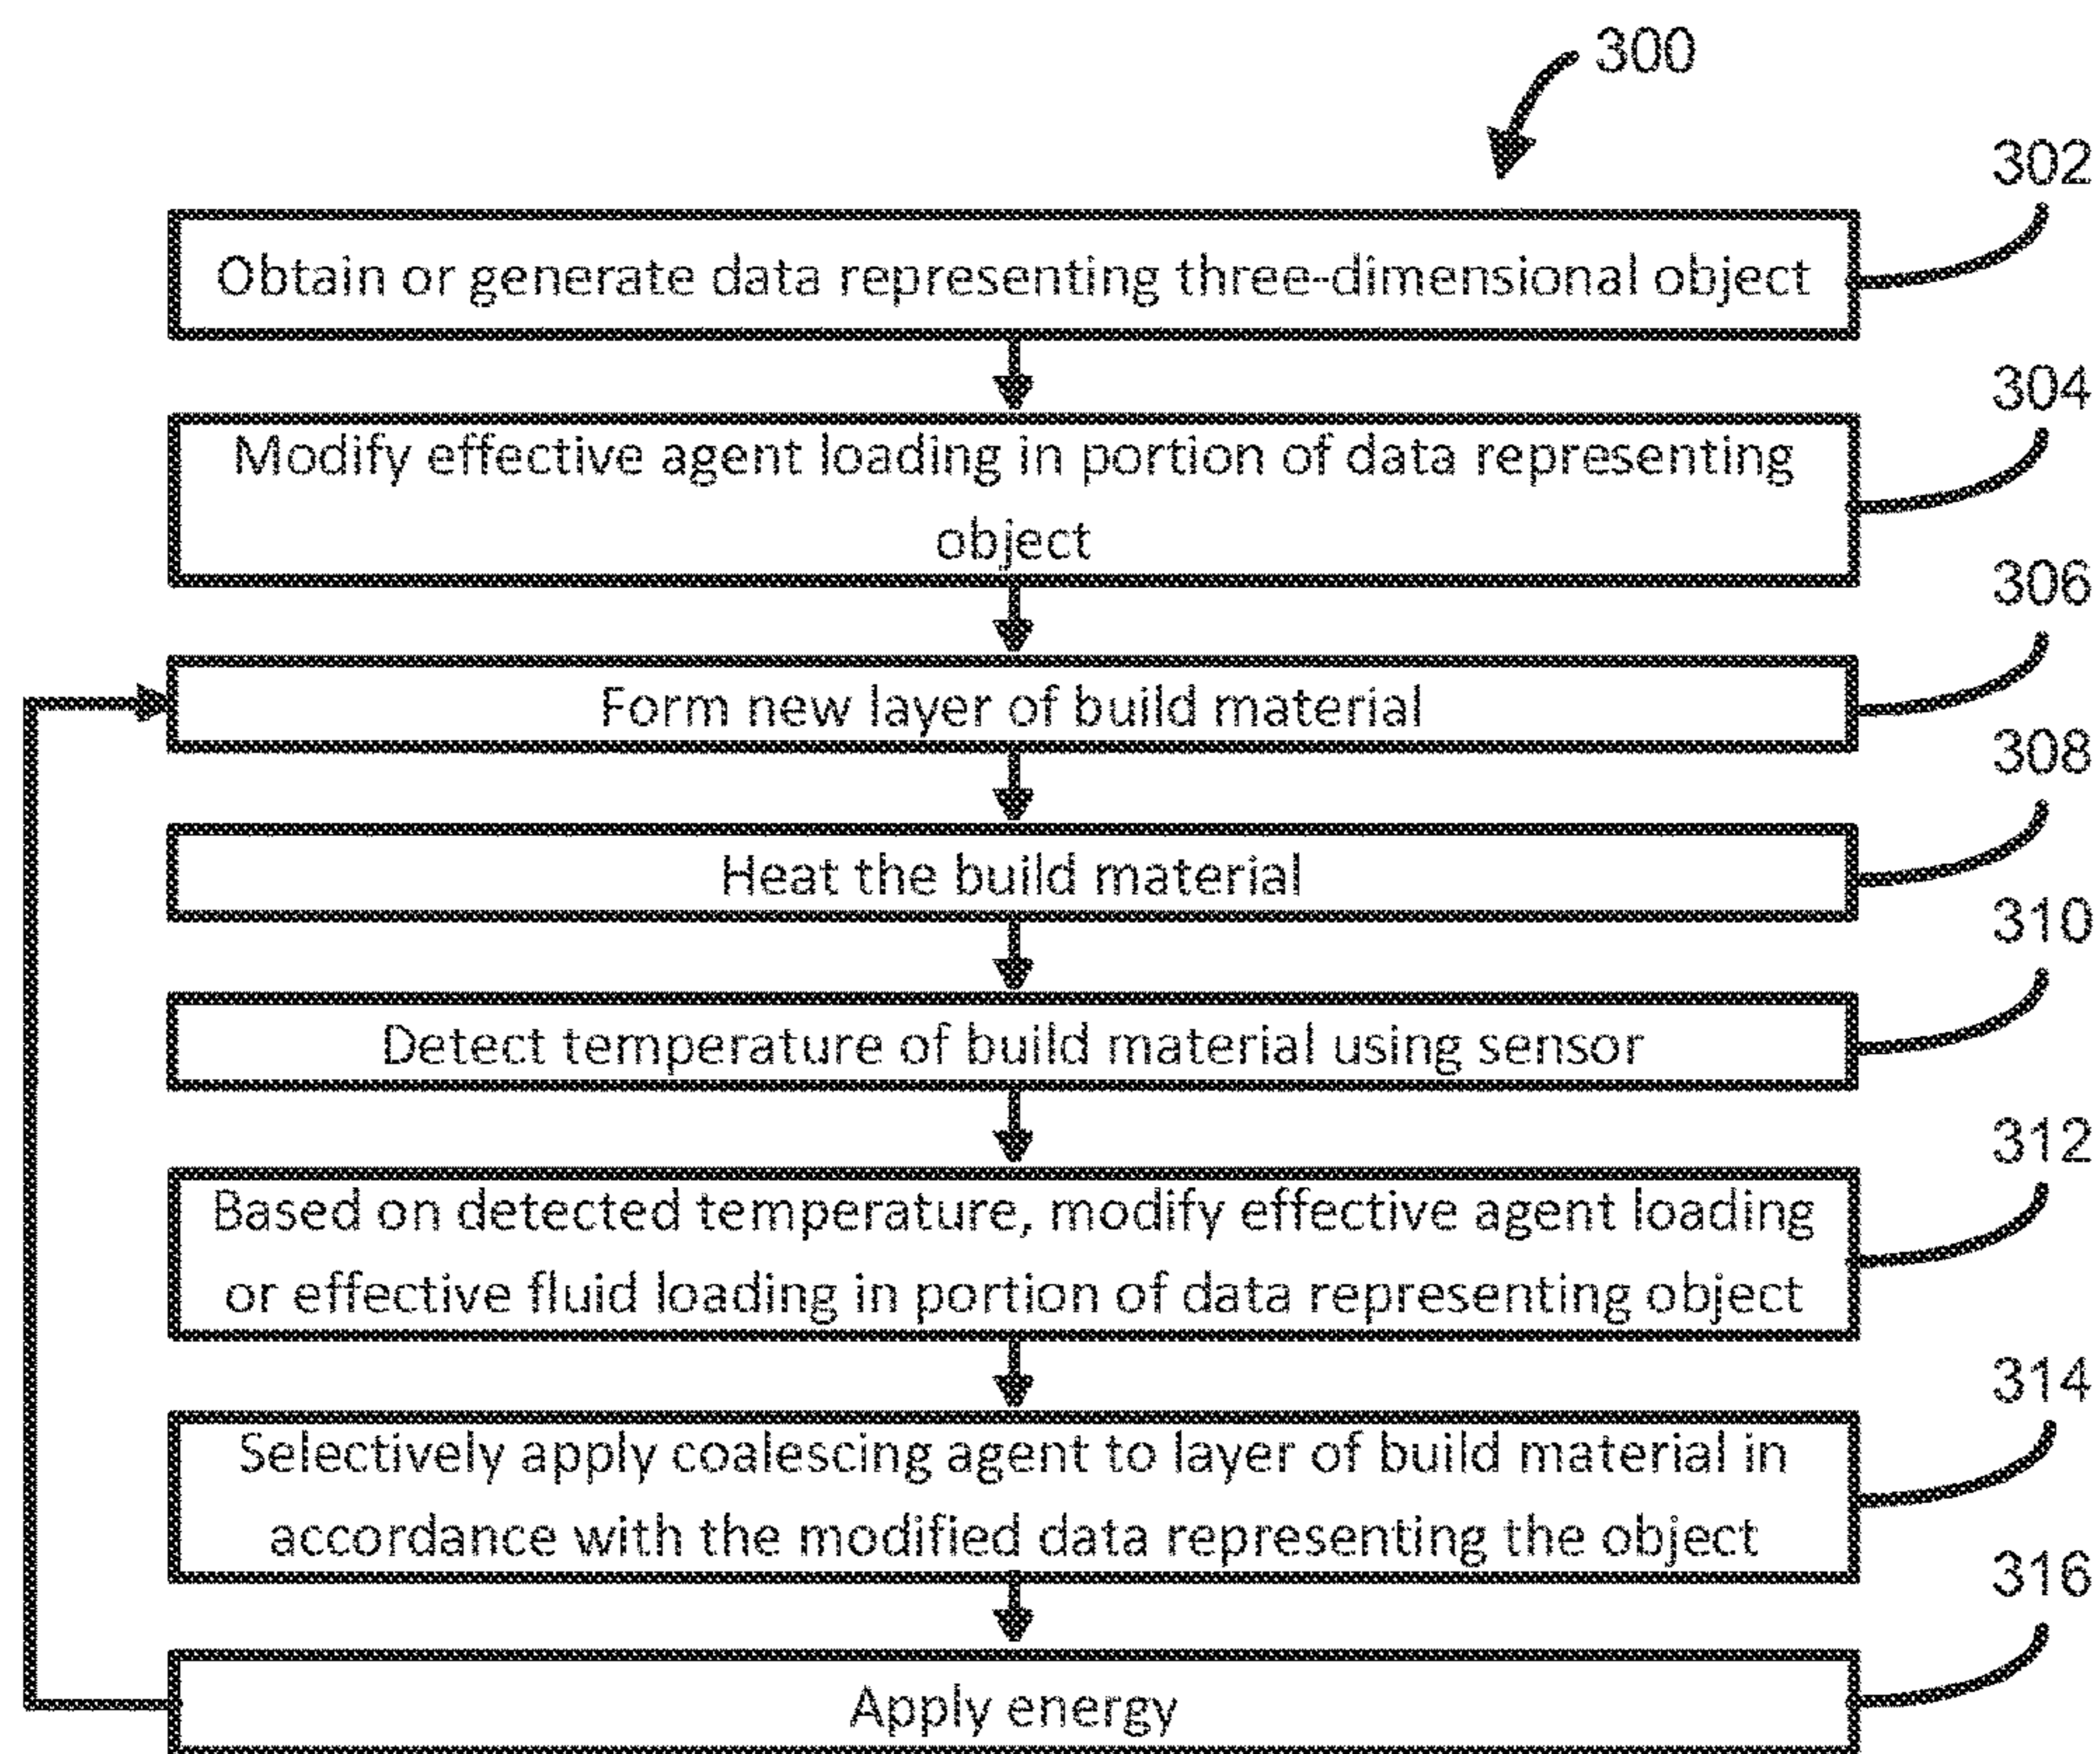 300
302
Obtain or generate data representing three-dimensional object
304
Modify effective agent loading in portion of data representing
object
306
Form new layer of build material
308
Heat the build material
310
Detect temperature of build material using sensor
312
Based on detected temperature, modify effective agent loading
or effective fluid loading in portion of data representing object
314
Selectively apply coalescing agent to layer of build material in
accordance with the modified data representing the object
316
Apply energy